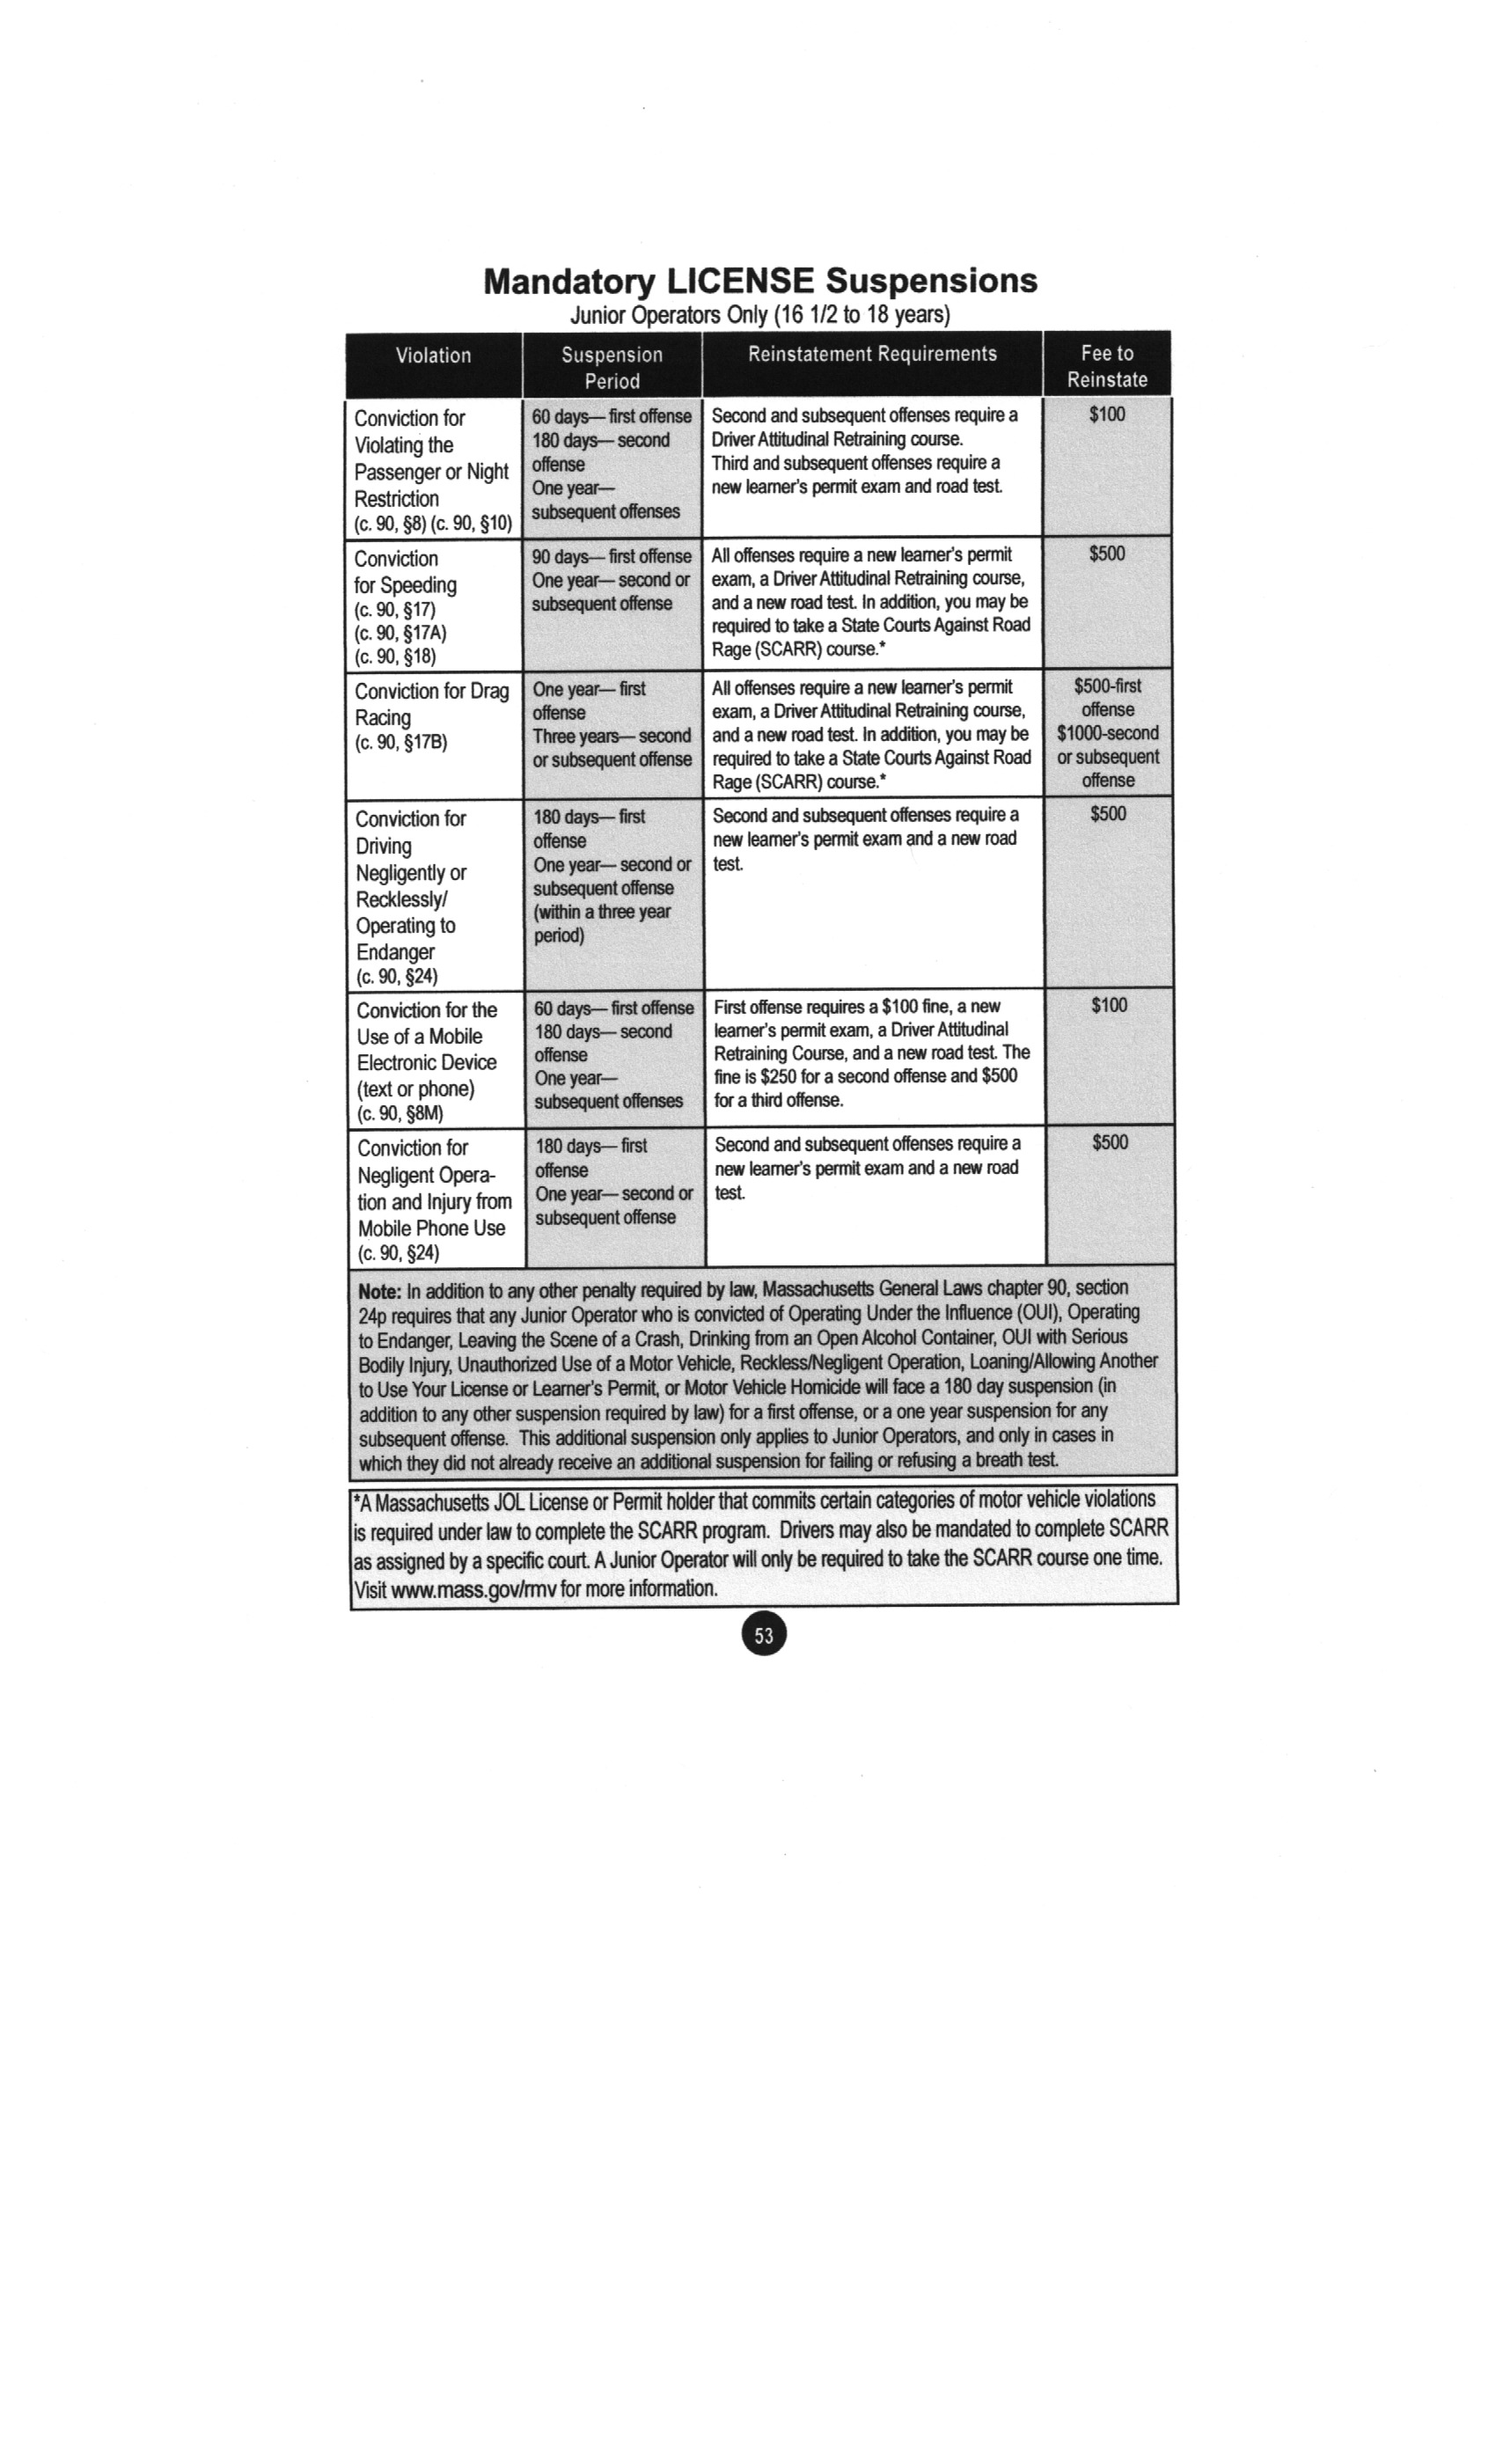 Mandatory LICENSE Suspensions
Junior Operators Only (16 1/2 to 18 years)
Violation
Suspension
Period
Reinstatement Requirements
Fee to
Reinstate
Conviction for
Violating the
Passenger or Night
Restriction
(c. 90, §8) (c. 90, §10)
60 days— first offense
180 days— second
offense
One year—
subsequent offenses
Second and subsequent offenses require a
Driver Attitudinal Retraining course.
Third and subsequent offenses require a
new learner's permit exam and road test.
$100
Conviction
for Speeding
(c. 90, §17)
(c. 90, §17A)
(c. 90, §18)
90 days— first offense
One year— second or
subsequent offense
All offenses require a new learner's permit
exam, a Driver Attitudinal Retraining course,
and a new road test. In addition, you may be
required to take a State Courts Against Road
Rage (SCARR) course.*
$500
Conviction for Drag
Racing
(c. 90, §17B)
One year— first
offense
Three years— second
or subsequent offense
All offenses require a new learner's permit
exam, a Driver Attitudinal Retraining course,
and a new road test. In addition, you may be
required to take a State Courts Against Road
Rage (SCARR) course.*
$500-first
offense
$1000-second
or subsequent
offense
Conviction for
Driving
Negligently or
Recklessly/
Operating to
Endanger
(c. 90, §24)
180 days— first
offense
One year— second or
subsequent offense
(within a three year
period)
Second and subsequent offenses require a
new learner's permit exam and a new road
test.
$500
Conviction for the
Use of a Mobile
Electronic Device
(text or phone)
(c. 90, §8M)
60 days— first offense
180 days— second
offense
One year—
subsequent offenses
First offense requires a $100 fine, a new
learner's permit exam, a Driver Attitudinal
Retraining Course, and a new road test. The
fine is $250 for a second offense and $500
for a third offense.
$100
Conviction for
Negligent Opera-
tion and Injury from
Mobile Phone Use
(c. 90, §24)
180 days— first
offense
One year— second or
subsequent offense
Second and subsequent offenses require a
new learner's permit exam and a new road
test.
$500
Note: In addition to any other penalty required by law, Massachusetts General Laws chapter 90, section
24p requires that any Junior Operator who is convicted of Operating Under the Influence (OUI), Operating
to Endanger, Leaving the Scene of a Crash, Drinking from an Open Alcohol Container, OUI with Serious
Bodily Injury, Unauthorized Use of a Motor Vehicle, Reckless/Negligent Operation, Loaning/Allowing Another
to Use Your License or Learner's Permit, or Motor Vehicle Homicide will face a 180 day suspension (in
addition to any other suspension required by law) for a first offense, or a one year suspension for any
subsequent offense. This additional suspension only applies to Junior Operators, and only in cases in
which they did not already receive an additional suspension for failing or refusing a breath test.
*A Massachusetts JOL License or Permit holder that commits certain categories of motor vehicle violations
is required under law to complete the SCARR program. Drivers may also be mandated to complete SCARR
as assigned by a specific court. A Junior Operator will only be required to take the SCARR course one time.
Visit www.mass.gov/rmv for more information.
53